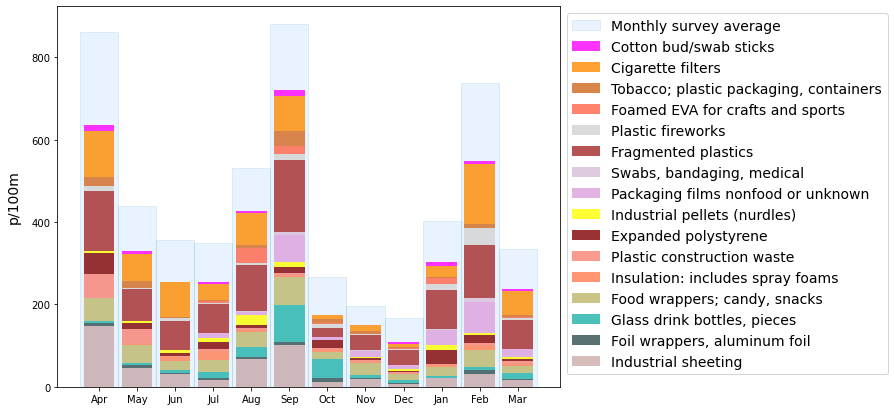 800
600
400
200
0
p/100m
Apr May Jun Jul Aug Sep Oct Nov Dec Jan Feb Mar
Monthly survey average
Cotton bud/swab sticks
Cigarette filters
Tobacco; plastic packaging, containers
Foamed EVA for crafts and sports
Plastic fireworks
Fragmented plastics
Swabs, bandaging, medical
Packaging films nonfood or unknown
Industrial pellets (nurdles)
Expanded polystyrene
Plastic construction waste
Insulation: includes spray foams
Food wrappers; candy, snacks
Glass drink bottles, pieces
Foil wrappers, aluminum foil
Industrial sheeting